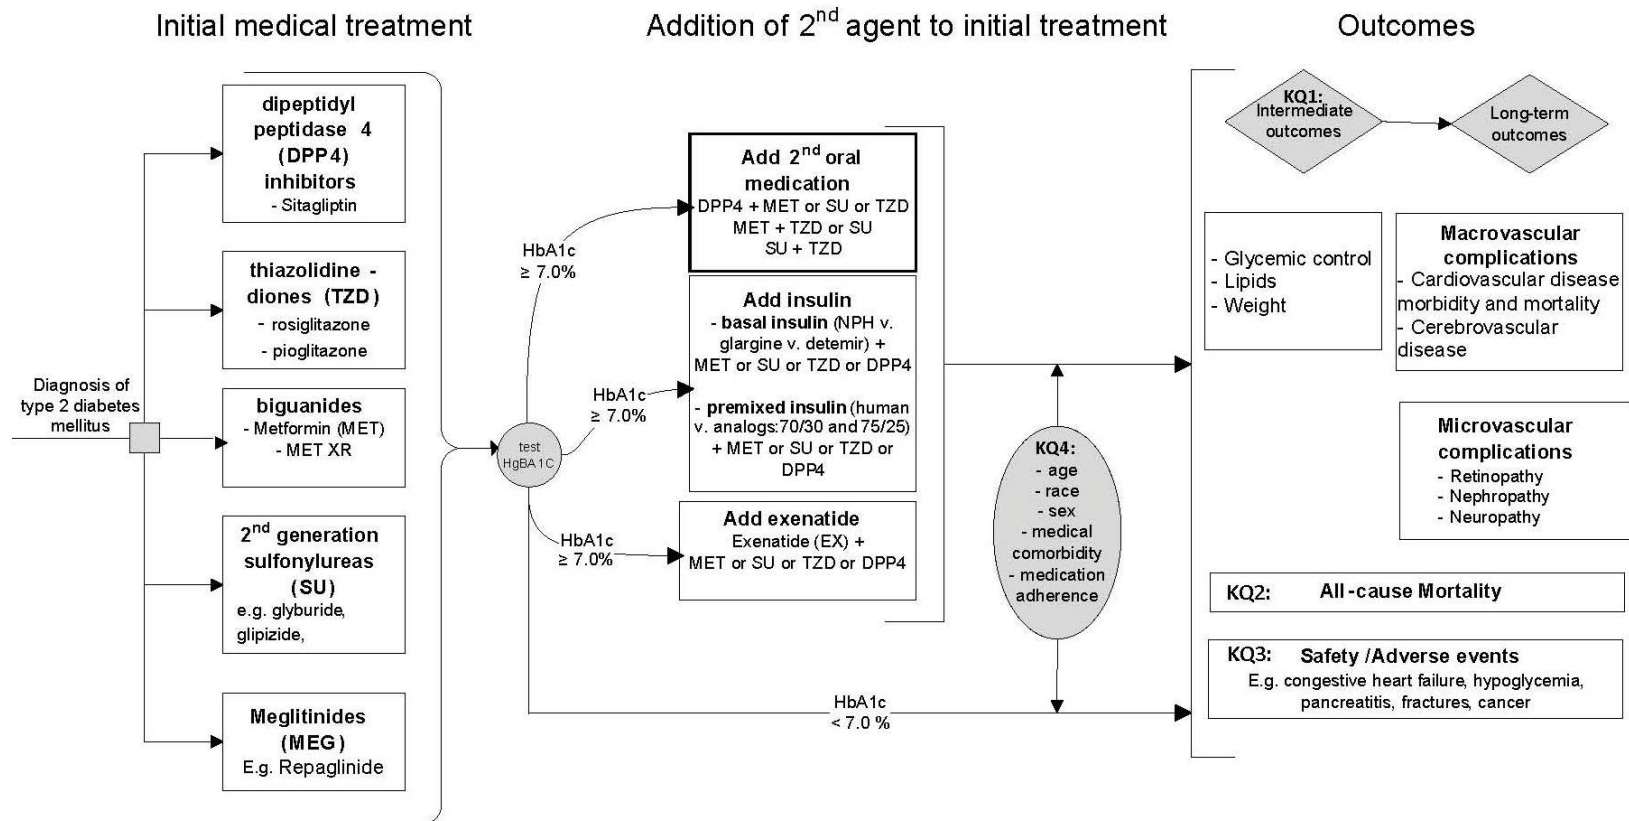 Initial medical treatment
Addition of 2nd agent to initial treatment
Outcomes
Diagnosis of
type 2 diabetes
mellitus
dipeptidyl
peptidase 4
(DPP4)
inhibitors
- Sitagliptin
thiazolidine -
diones (TZD)
- rosiglitazone
- pioglitazone
biguanides
- Metformin (MET)
- MET XR
2nd generation
sulfonylureas
(SU)
e.g. glyburide,
glipizide,
Meglitinides
(MEG)
E.g. Repaglinide
test
HgBA1C
HbA1c
≥ 7.0%
HbA1c
≥ 7.0%
HbA1c
≥ 7.0%
HbA1c
< 7.0 %
Add 2nd oral
medication
DPP4 + MET or SU or TZD
MET + TZD or SU
SU + TZD
Add insulin
- basal insulin (NPH v.
glargine v. detemir) +
MET or SU or TZD or DPP4
- premixed insulin (human
v. analogs:70/30 and 75/25)
+ MET or SU or TZD or
DPP4
Add exenatide
Exenatide (EX) +
MET or SU or TZD or DPP4
KQ4:
- age
- race
- sex
- medical
comorbidity
- medication
adherence
KQ1:
Intermediate
outcomes
Long-term
outcomes
- Glycemic control
- Lipids
- Weight
Macrovascular
complications
- Cardiovascular disease
morbidity and mortality
- Cerebrovascular
disease
Microvascular
complications
- Retinopathy
- Nephropathy
- Neuropathy
KQ2: All-cause Mortality
KQ3: Safety /Adverse events
E.g. congestive heart failure, hypoglycemia,
pancreatitis, fractures, cancer